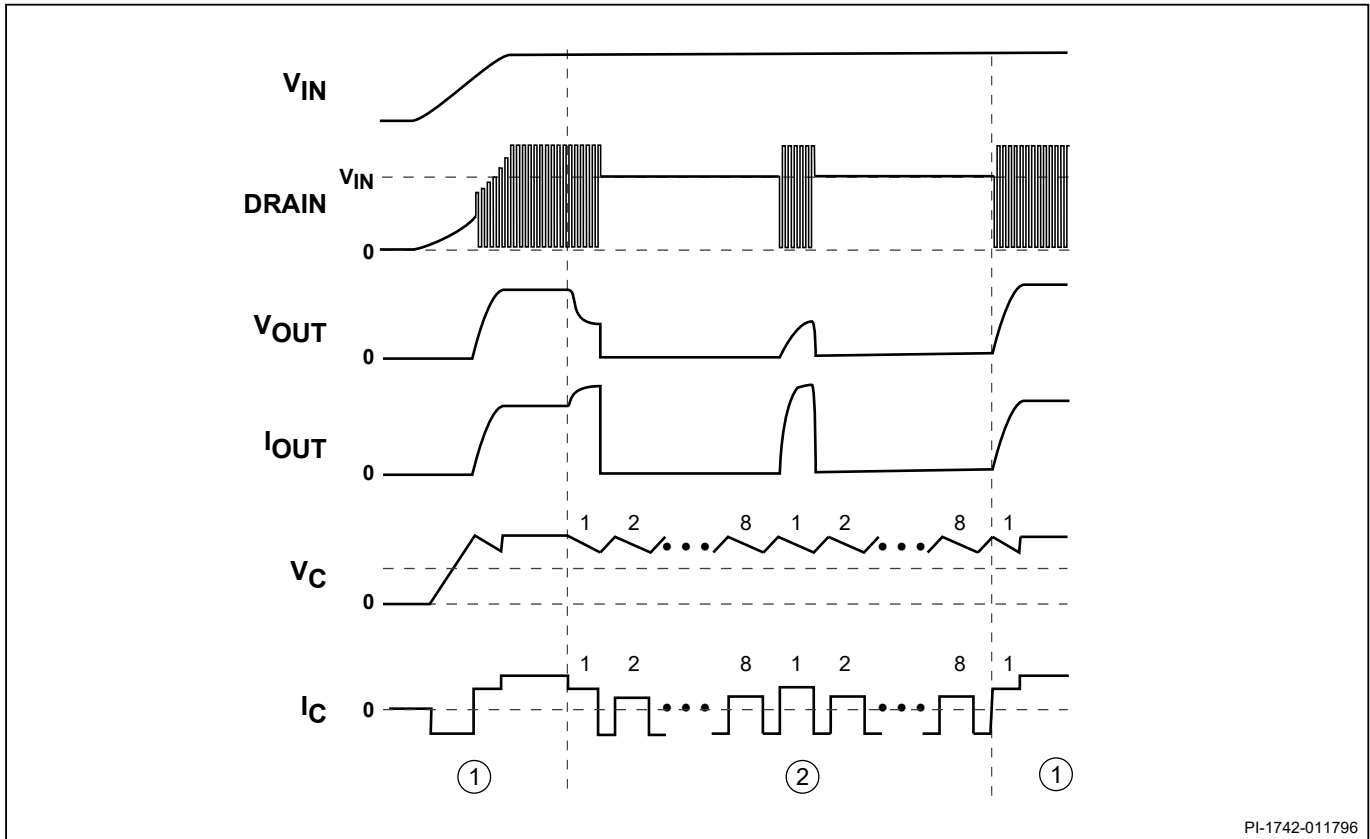 VIN
VIN
DRAIN
0
VOUT
0
IOUT
0
1 2 8 1 2 8 1
VC
0
1 2 8 1 2 8 1
IC 0
1 2 1
PI-1742-011796